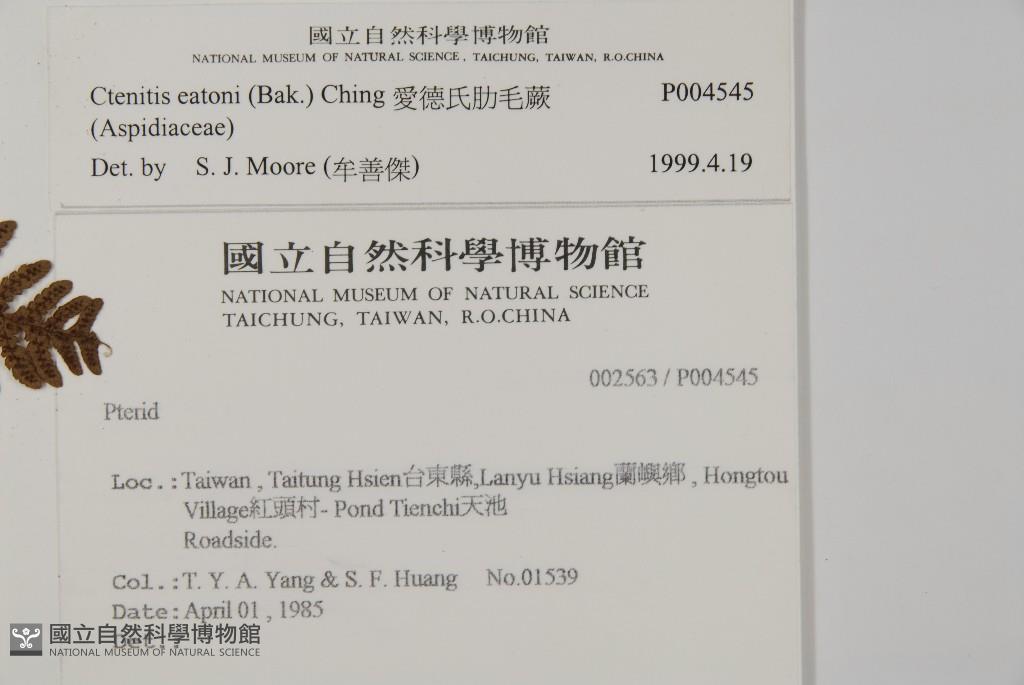 國立自然科學博物館
NATIONAL MUSEUM OF NATURAL SCIENCE, TAICHUNG, TAIWAN, R.O.CHINA
Ctenitis eatoni (Bak.) Ching 愛德氏肋毛蕨 P004545
(Aspidiaceae)
Det. by S. J. Moore (牟善傑) 1999.4.19
國立自然科學博物館
NATIONAL MUSEUM OF NATURAL SCIENCE
TAICHUNG, TAIWAN, R.O.CHINA
002563 / P004545
Pterid
Loc.:Taiwan , Taitung Hsien台東縣,Lanyu Hsiang蘭嶼鄉 , Hongtou
Village紅頭村- Pond Tienchi天池
Roadside.
Col.:T. Y. A. Yang & S. F. Huang No.01539
Date:April 01 , 1985
國立自然科學博物館
NATIONAL MUSEUM OF NATURAL SCIENCE